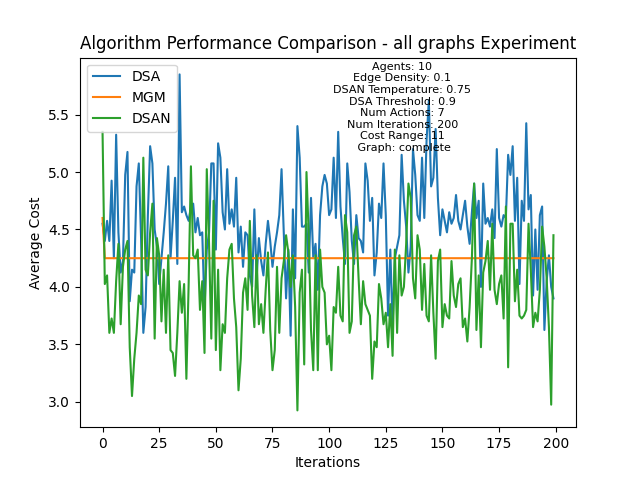 Algorithm Performance Comparison - all graphs Experiment
DSA
MGM
DSAN
Agents: 10
Edge Density: 0.1
DSAN Temperature: 0.75
DSA Threshold: 0.9
Num Actions: 7
Num Iterations: 200
Cost Range: 11
Graph: complete
Average Cost
5.5
5.0
4.5
4.0
3.5
3.0
0 25 50 75 100 125 150 175 200
Iterations